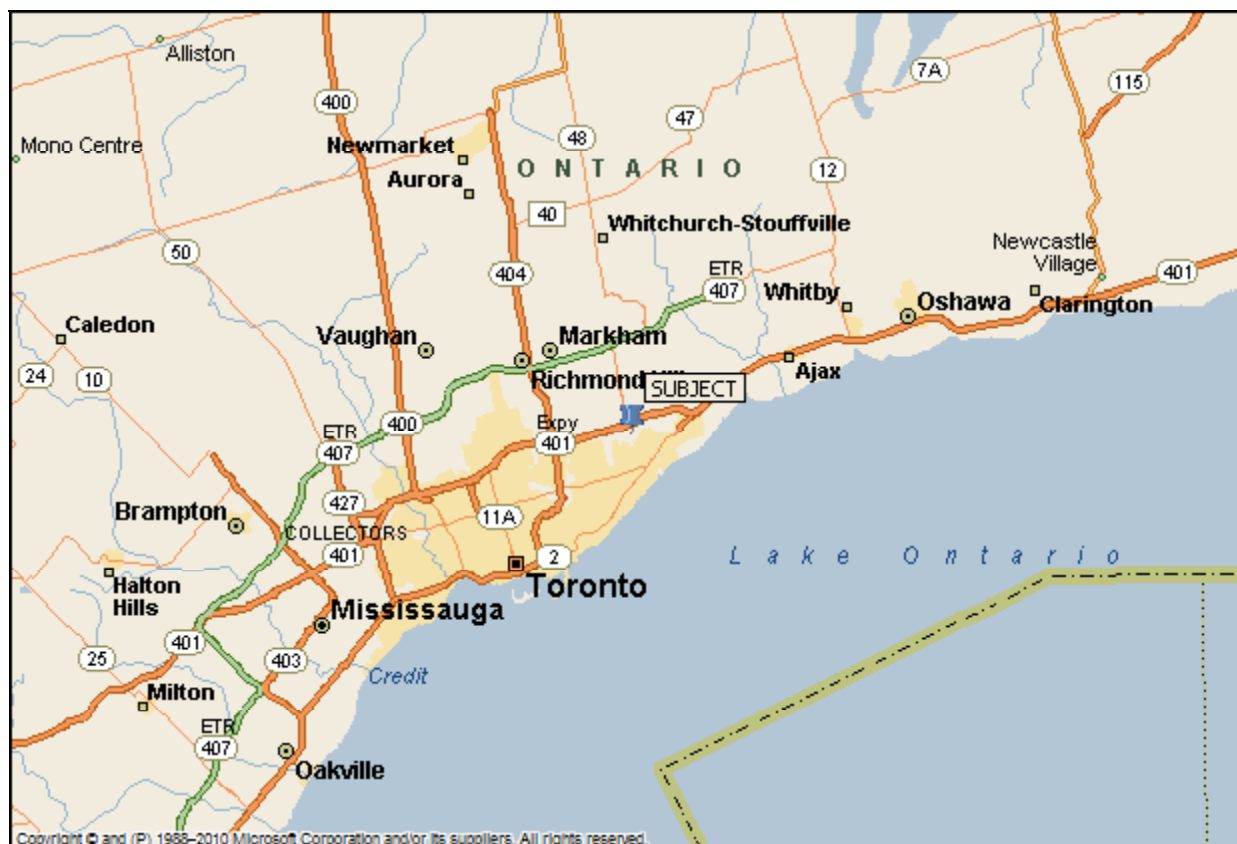 Alliston
7A
115
400
47
48
Newmarket
Mono Centre
ONTARIO
12
Aurora
40
Whitchurch-Stouffville
50
Newcastle
Village
ETR
404
407
401
Whitby
Oshawa
Clarington
Caledon
Vaughan
Markham
24
10
Richmond
Ajax
SUBJECT
400
Expy
ETR
401
407
427
Brampton
11A
COLLECTORS
401
2
Lake Ontario
Halton
Hills
Toronto
Mississauga
401
25
403
Credit
Milton
ETR
407
Oakville
Copyright © and (P) 1988–2010 Microsoft Corporation and/or its suppliers. All rights reserved.